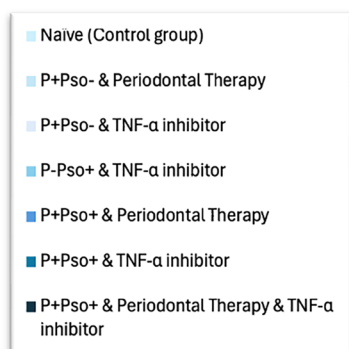 Naïve (Control group)
P+Pso- & Periodontal Therapy
P+Pso- & TNF-α inhibitor
P-Pso+ & TNF-α inhibitor
P+Pso+ & Periodontal Therapy
P+Pso+ & TNF-α inhibitor
P+Pso+ & Periodontal Therapy & TNF-α
inhibitor